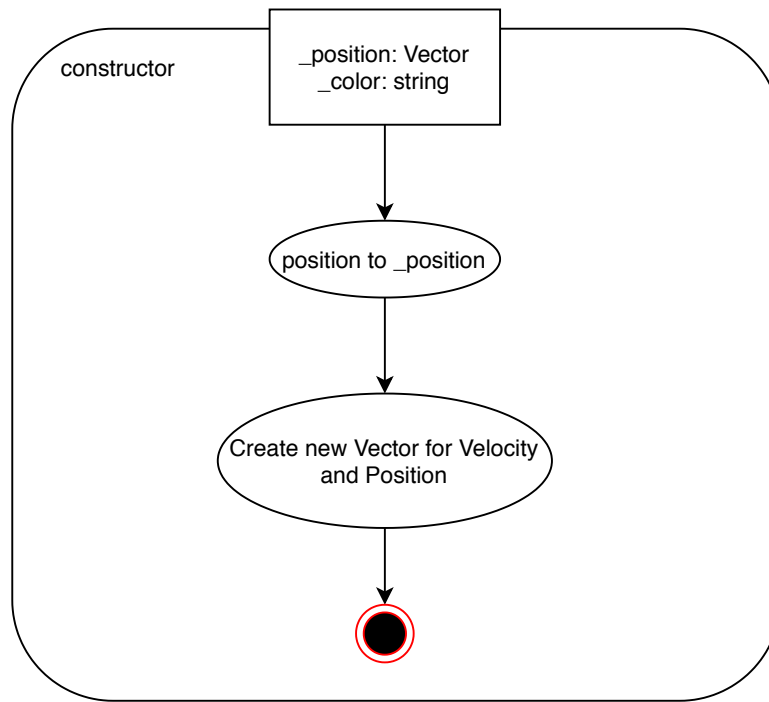 constructor
_position: Vector
_color: string
position to _position
Create new Vector for Velocity
and Position